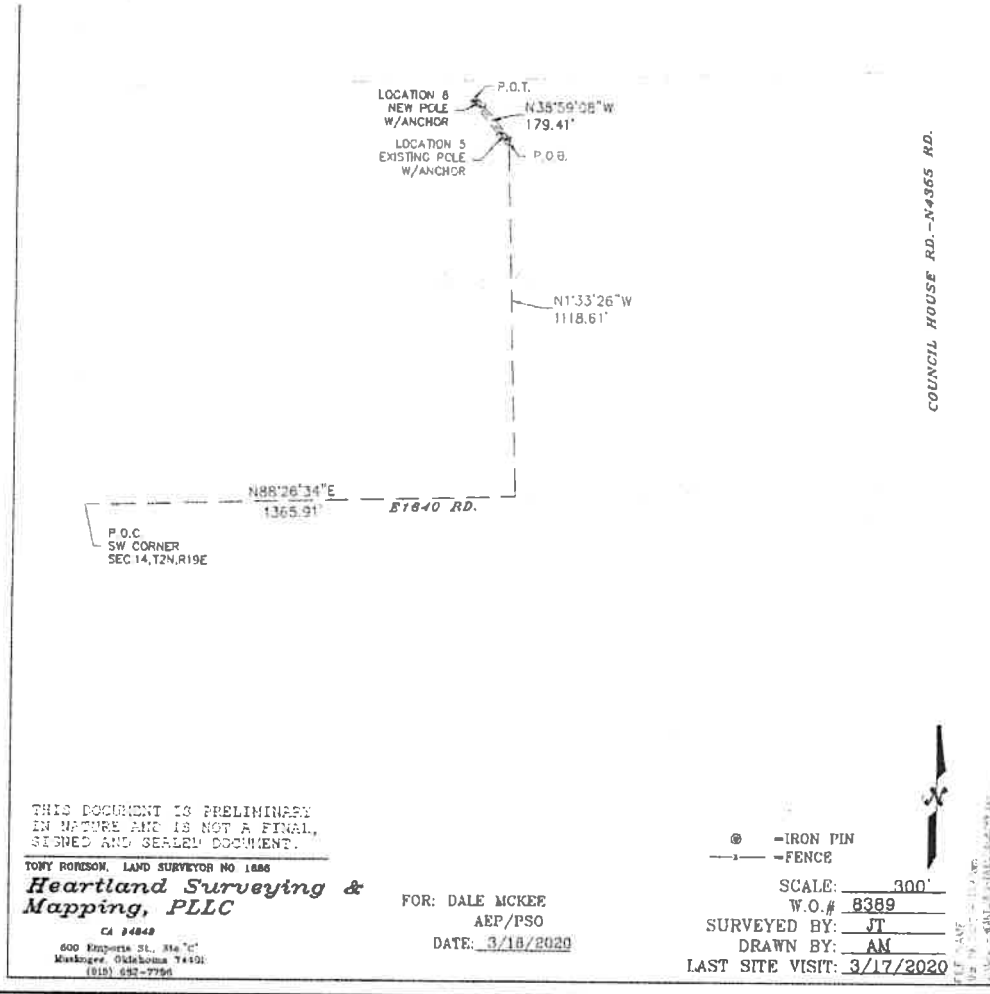 P.O.T.
LOCATION 6
NEW POLE
W/ANCHOR
N38°59'08"W
179.41'
LOCATION 5
EXISTING POLE
W/ANCHOR
P.O.B.
COUNCIL HOUSE RD.-N4365 RD.
N1°33'26"W
1118.61'
N88°26'34"E
1365.91'
E1840 RD.
P.O.C.
SW CORNER
SEC 14,T2N,R19E
N
THIS DOCUMENT IS PRELIMINARY
IN NATURE AND IS NOT A FINAL,
SIGNED AND SEALED DOCUMENT.
TONY ROBISON, LAND SURVEYOR NO 1686
Heartland Surveying &
Mapping, PLLC
CA #4848
600 Emporia St., Ste "C"
Muskogee, Oklahoma 74401
(918) 682-7796
FOR: DALE MCKEE
AEP/PSO
DATE: 3/18/2020
=IRON PIN
=FENCE
SCALE: 300'
W.O.# 8389
SURVEYED BY: JT
DRAWN BY: AM
LAST SITE VISIT: 3/17/2020
FILE NAME